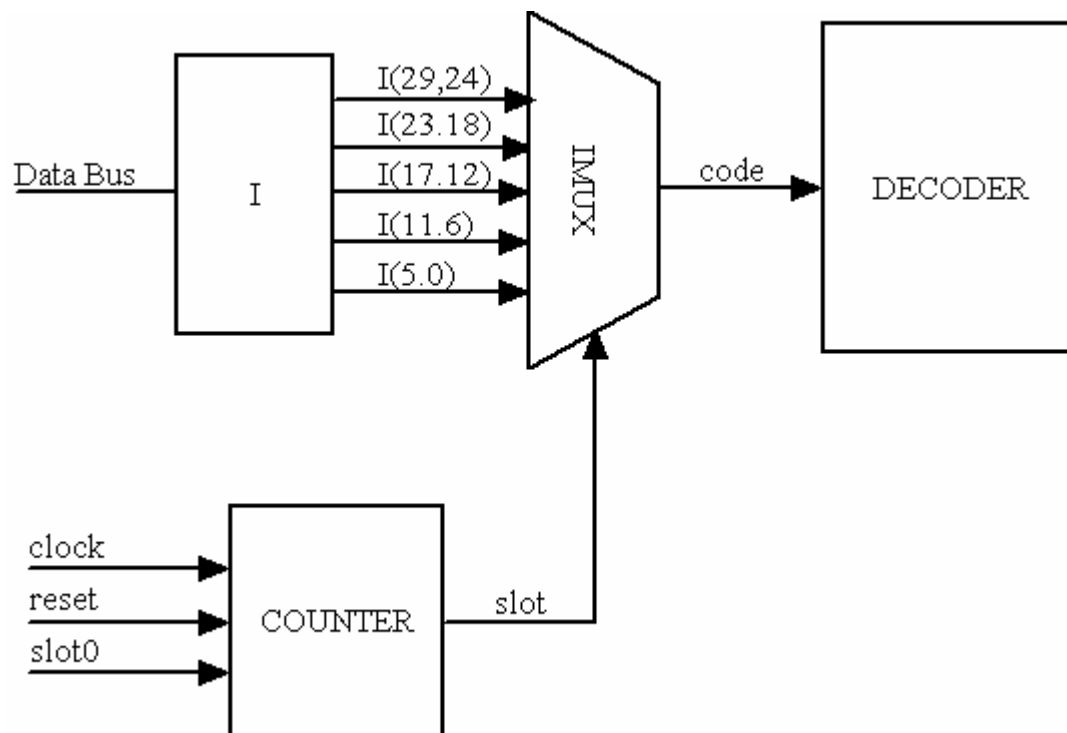 I(29,24)
I(23.18)
Data Bus
I
I(17.12)
IMUX
code
DECODER
I(11.6)
I(5.0)
clock
reset
COUNTER
slot
slot0